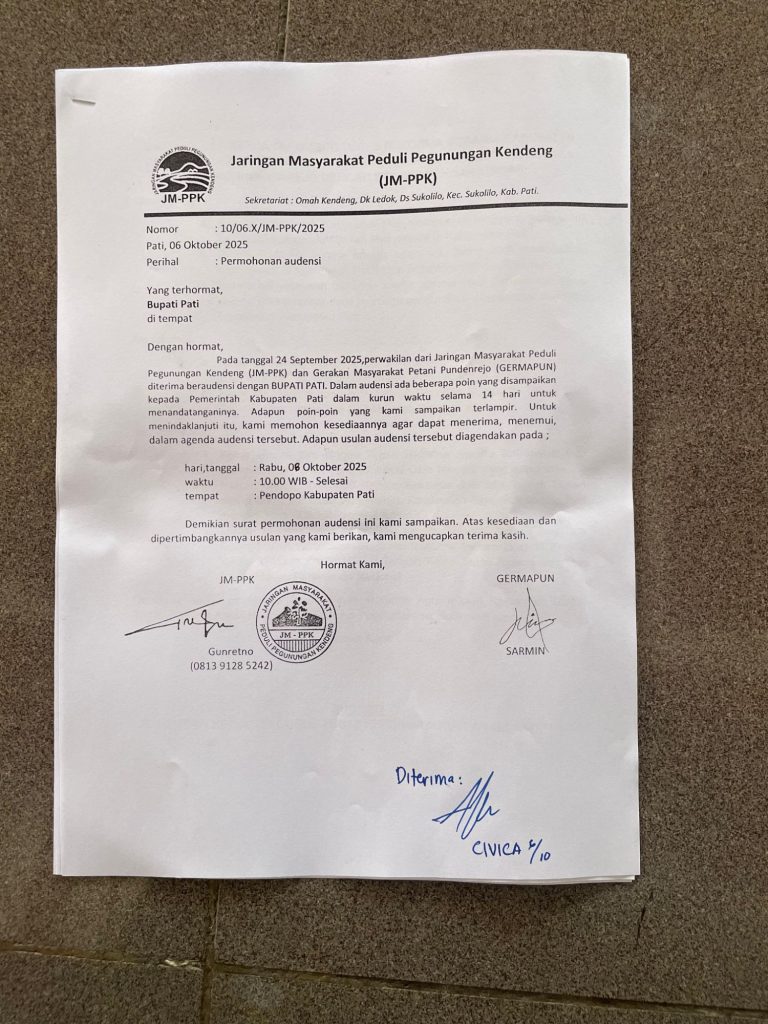 JARINGAN MASYARAKAT PEDULI PEGUNUNGAN KENDENG
JM-PPK
Jaringan Masyarakat Peduli Pegunungan Kendeng
(JM-PPK)
Sekretariat : Omah Kendeng, Dk Ledok, Ds Sukolilo, Kec. Sukolilo, Kab. Pati.
Nomor : 10/06.X/JM-PPK/2025
Pati, 06 Oktober 2025
Perihal : Permohonan audensi
Yang terhormat,
Bupati Pati
di tempat
Dengan hormat,
Pada tanggal 24 September 2025,perwakilan dari Jaringan Masyarakat Peduli
Pegunungan Kendeng (JM-PPK) dan Gerakan Masyarakat Petani Pundenrejo (GERMAPUN)
diterima beraudensi dengan BUPATI PATI. Dalam audensi ada beberapa poin yang disampaikan
kepada Pemerintah Kabupaten Pati dalam kurun waktu selama 14 hari untuk
menandatanganinya. Adapun poin-poin yang kami sampaikan terlampir. Untuk
menindaklanjuti itu, kami memohon kesediaannya agar dapat menerima, menemui,
dalam agenda audensi tersebut. Adapun usulan audensi tersebut diagendakan pada ;
hari,tanggal : Rabu, 08 Oktober 2025
waktu : 10.00 WIB - Selesai
tempat : Pendopo Kabupaten Pati
Demikian surat permohonan audensi ini kami sampaikan. Atas kesediaan dan
dipertimbangkannya usulan yang kami berikan, kami mengucapkan terima kasih.
Hormat Kami,
JM-PPK GERMAPUN
JARINGAN MASYARAKAT
JM - PPK
PEDULI PEGUNUNGAN KENDENG
Gunretno SARMIN
(0813 9128 5242)
Diterima:
CIVICA 6/10